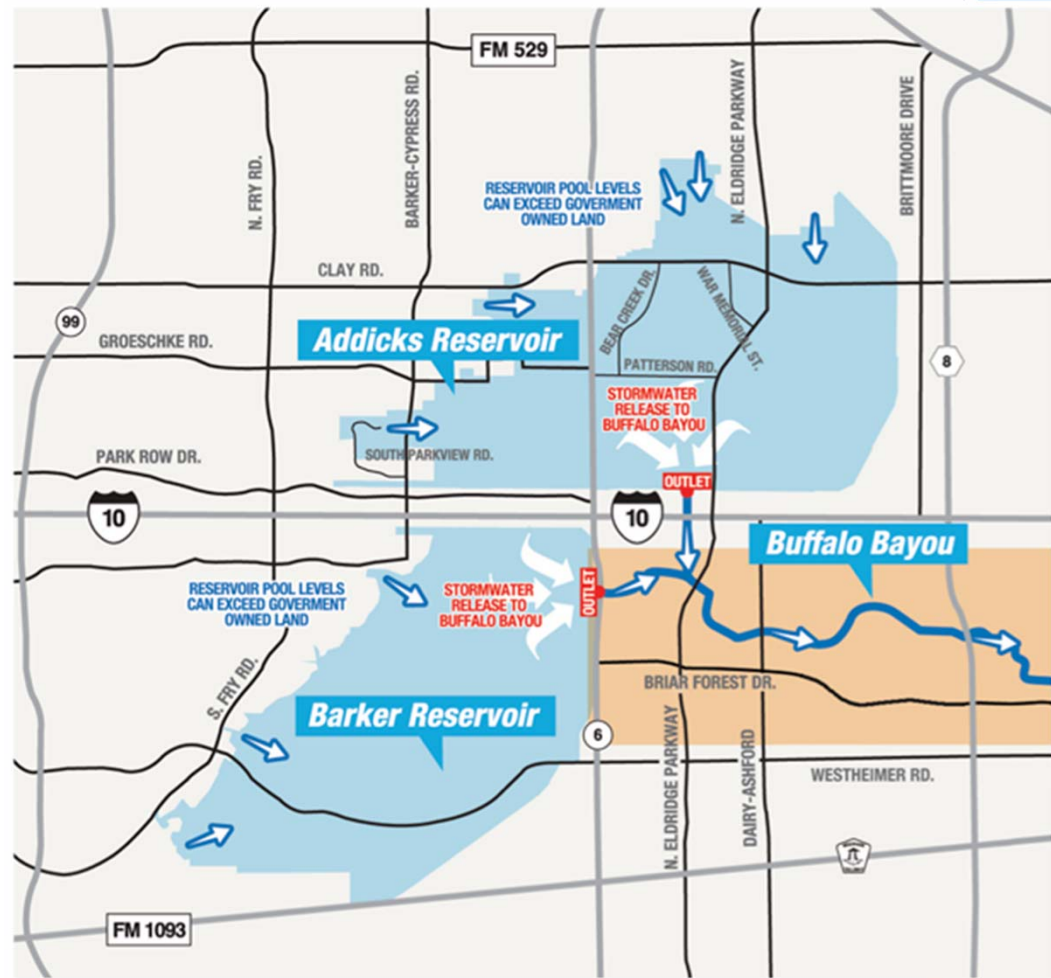 FM 529
N. FRY RD.
BARKER-CYPRESS RD.
N. ELDRIDGE PARKWAY
BRITTMOORE DRIVE
RESERVOIR POOL LEVELS
CAN EXCEED GOVERMENT
OWNED LAND
CLAY RD.
BEAR CREEK DR.
WAR MEMORIAL ST.
99
GROESCHKE RD.
Addicks Reservoir
PATTERSON RD.
8
STORMWATER
RELEASE TO
BUFFALO BAYOU
SOUTH PARKVIEW RD.
PARK ROW DR.
OUTLET
10
10
Buffalo Bayou
RESERVOIR POOL LEVELS
CAN EXCEED GOVERMENT
OWNED LAND
STORMWATER
RELEASE TO
BUFFALO BAYOU
OUTLET
S. FRY RD.
BRIAR FOREST DR.
Barker Reservoir
6
N. ELDRIDGE PARKWAY
DAIRY-ASHFORD
WESTHEIMER RD.
FM 1093